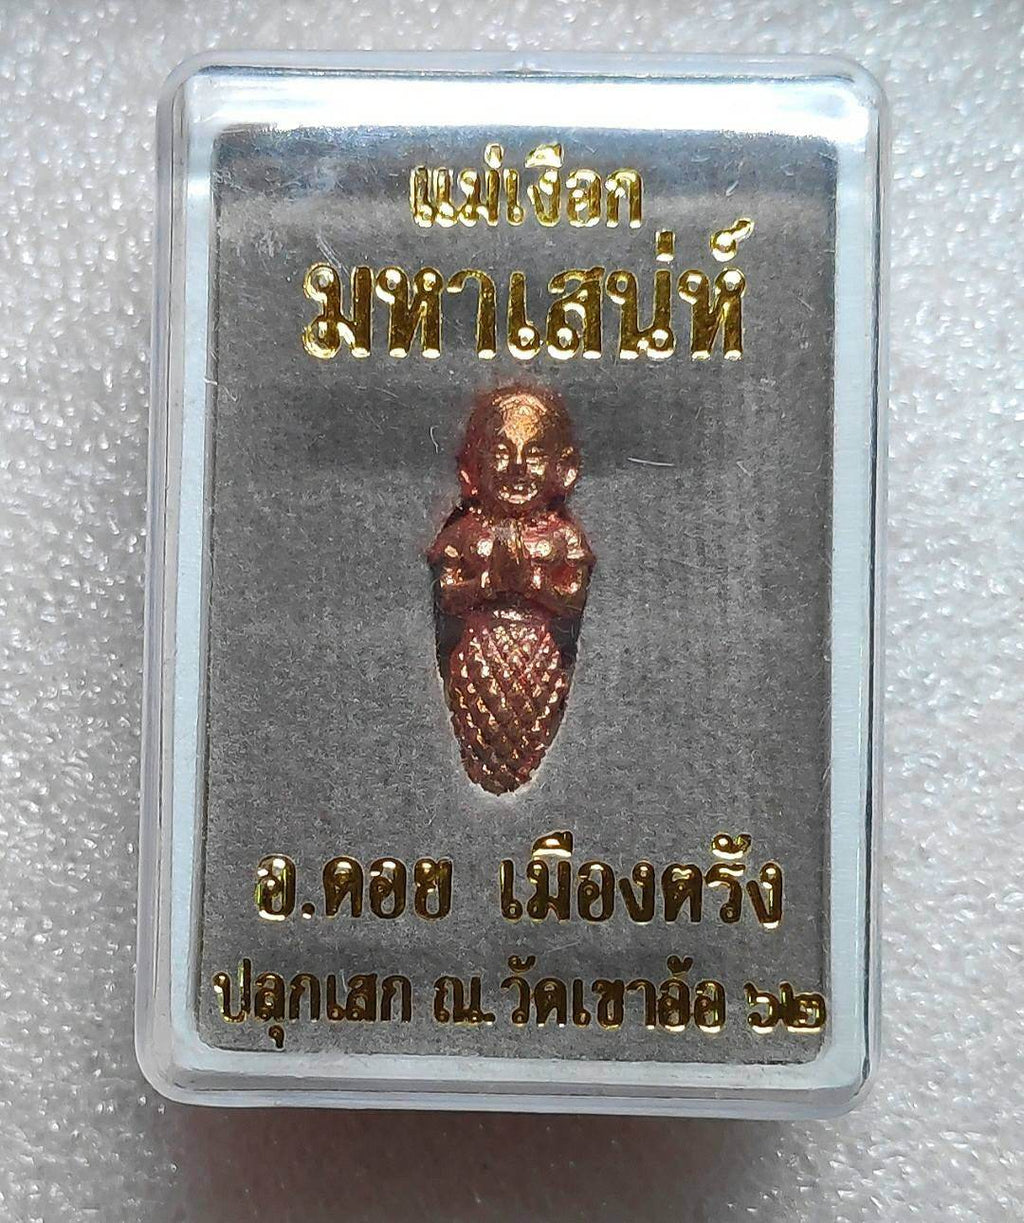 แม่เงือก
มหาเสน่ห์
อ.คอย เมืองตรัง
ปลุกเสก ณ.วัดเขาอ้อ ๖๒